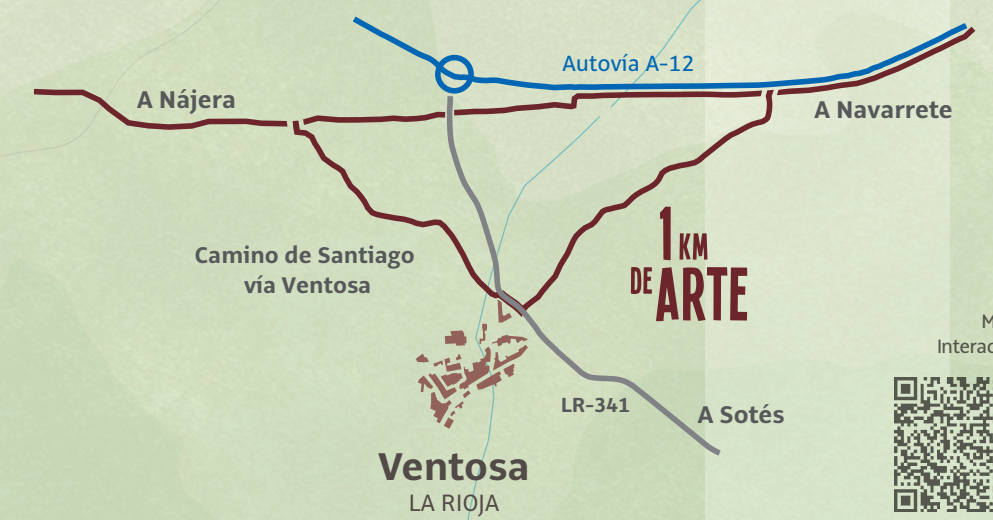 Autovía A-12
A Nájera
A Navarrete
Camino de Santiago
vía Ventosa
1 KM
DE ARTE
LR-341
A Sotés
Ventosa
LA RIOJA